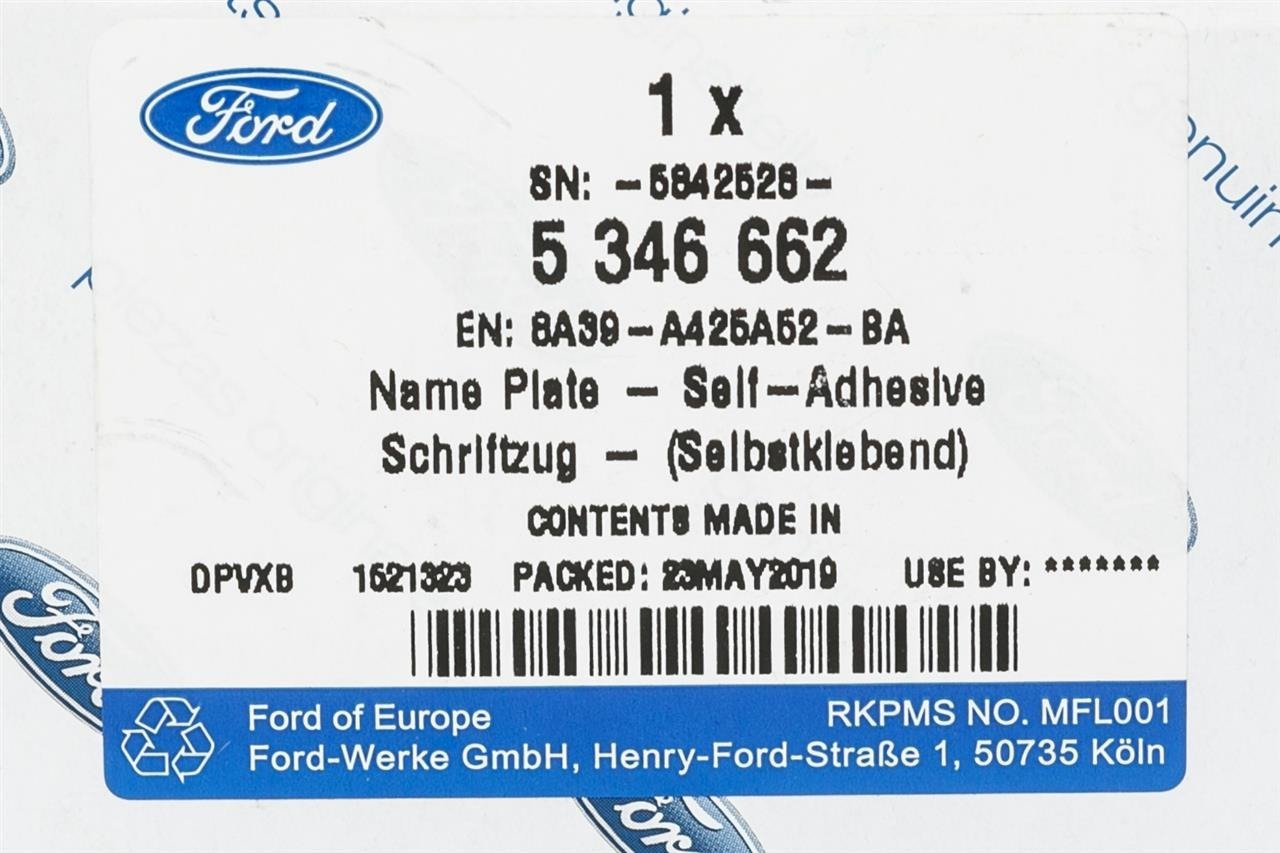 Ford
1 x
SN: -5842528-
5 346 662
EN: 8A39-A425A52-BA
Name Plate - Self-Adhesive
Schriftzug - (Selbstklebend)
CONTENTS MADE IN
DPVXB 1521323 PACKED: 23MAY2019 USE BY: *******
Ford of Europe
RKPMS NO. MFL001
Ford-Werke GmbH, Henry-Ford-Straße 1, 50735 Köln